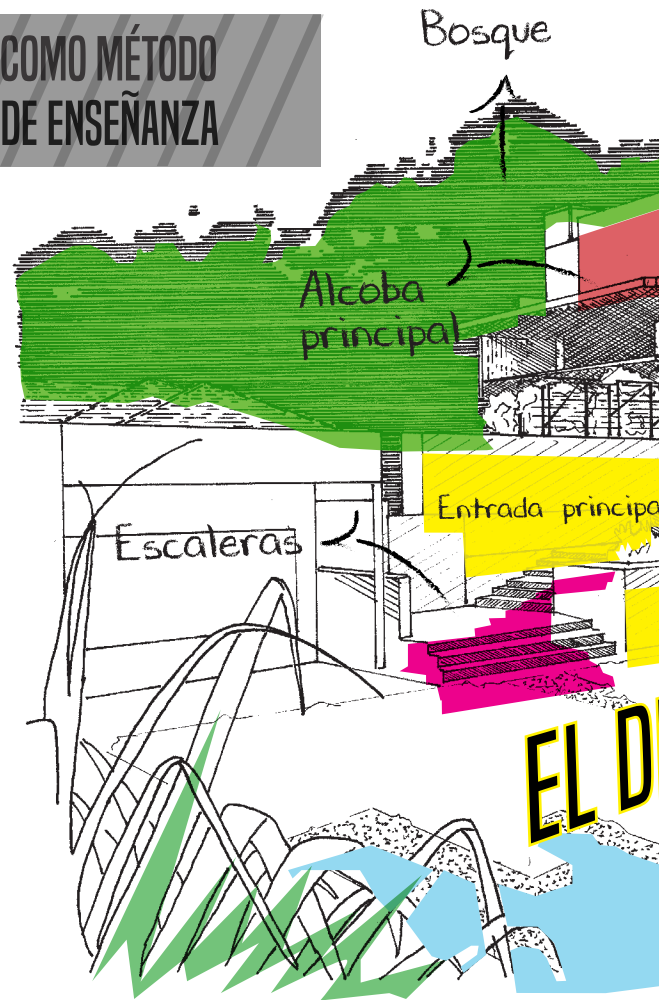 COMO MÉTODO
DE ENSEÑANZA
Bosque
Alcoba
principal
Entrada principa
Escaleras
EL D